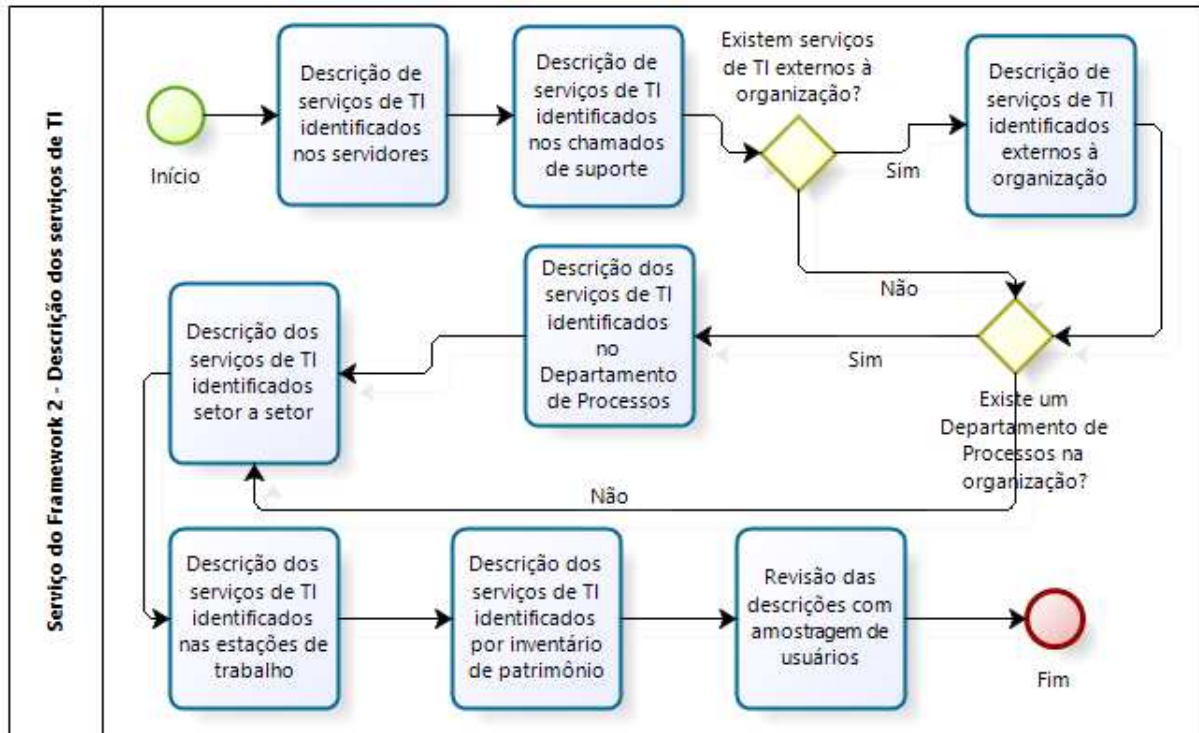 Serviço do Framework 2 - Descrição dos serviços de TI
Início
Descrição de
serviços de TI
identificados
nos servidores
Descrição de
serviços de TI
identificados
nos chamados
de suporte
Existem serviços
de TI externos à
organização?
Sim
Não
Descrição de
serviços de TI
identificados
externos à
organização
Existe um
Departamento de
Processos na
organização?
Sim
Não
Descrição dos
serviços de TI
identificados
no
Departamento
de Processos
Descrição dos
serviços de TI
identificados
setor a setor
Descrição dos
serviços de TI
identificados
nas estações de
trabalho
Descrição dos
serviços de TI
identificados
por inventário
de patrimônio
Revisão das
descrições com
amostragem de
usuários
Fim